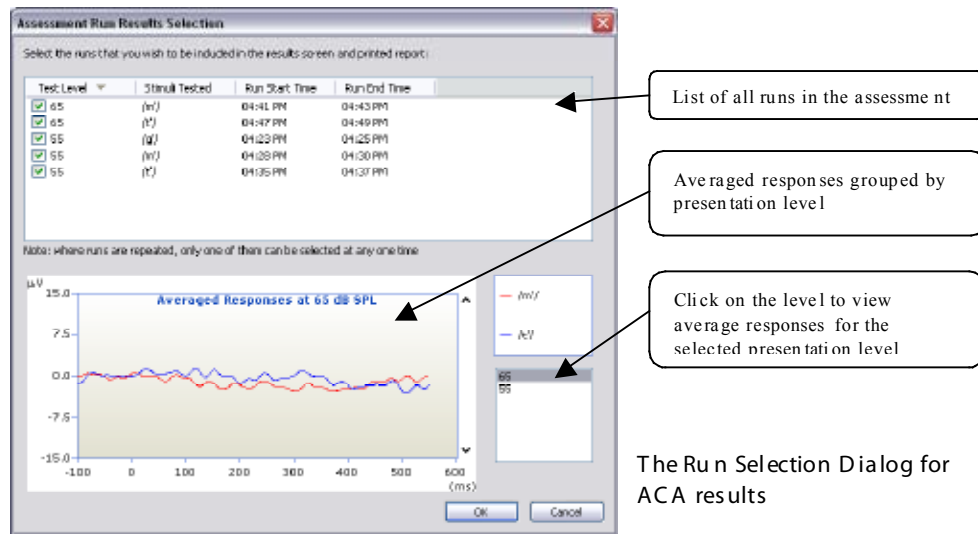 Assessment Run Results Selection
Select the runs that you wish to be included in the results screen and printed report:
Test Level Stimuli Tested Run Start Time Run End Time
65 /m/ 04:41 PM 04:43 PM
65 /t/ 04:47 PM 04:49 PM
55 /g/ 04:23 PM 04:25 PM
55 /m/ 04:28 PM 04:30 PM
55 /t/ 04:35 PM 04:37 PM
Note: where runs are repeated, only one of them can be selected at any one time
µV
Averaged Responses at 65 dB SPL
15.0
7.5
0.0
-7.5
-15.0
-100 0 100 200 300 400 500 600
(ms)
/m/
/t/
65
55
OK Cancel
List of all runs in the assessment
Averaged responses grouped by
presentation level
Click on the level to view
average responses for the
selected presentation level
The Run Selection Dialog for
ACA results